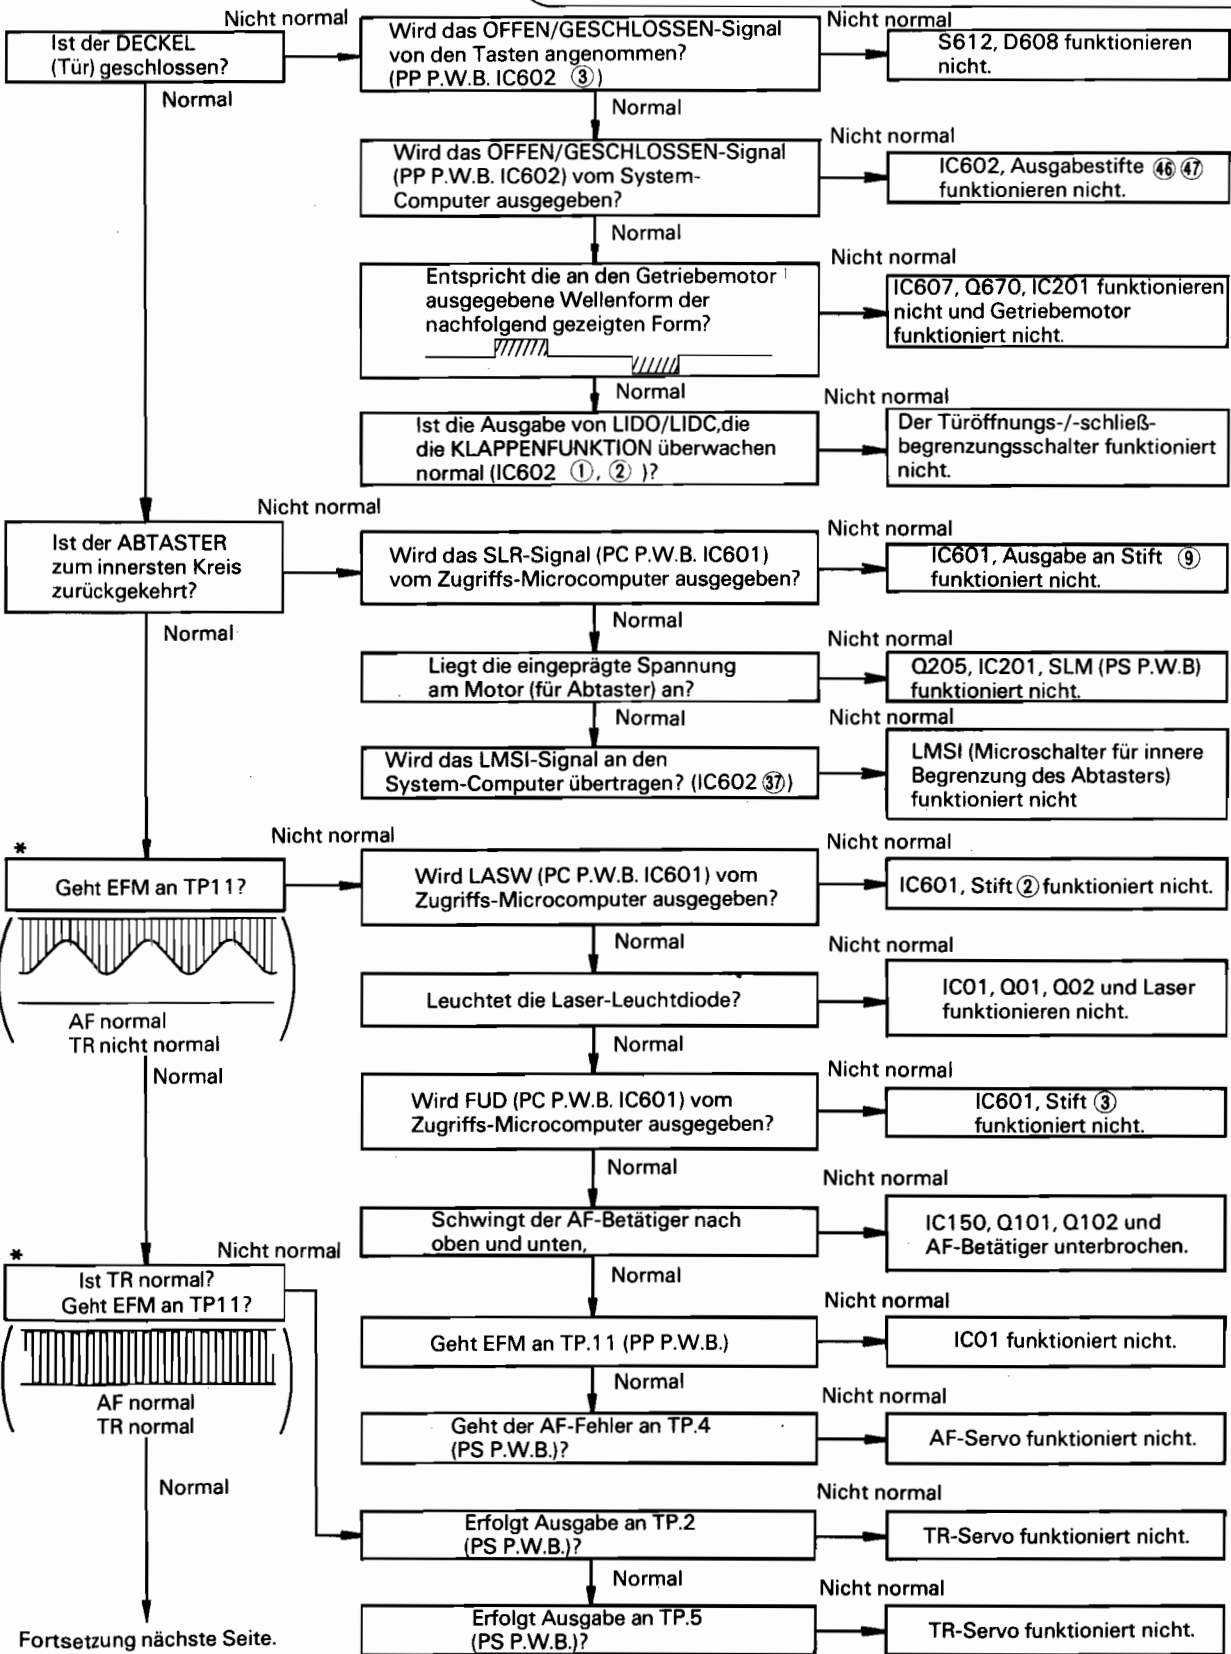 Nicht normal
Nicht normal
Ist der DECKEL
(Tür) geschlossen?
Wird das OFFEN/GESCHLOSSEN-Signal
von den Tasten angenommen?
(PP P.W.B. IC602 ③)
S612, D608 funktionieren
nicht.
Normal
Normal
Nicht normal
Wird das OFFEN/GESCHLOSSEN-Signal
(PP P.W.B. IC602) vom System-
Computer ausgegeben?
IC602, Ausgabestifte ㊻ ㊼
funktionieren nicht.
Normal
Nicht normal
Entspricht die an den Getriebemotor
ausgegebene Wellenform der
nachfolgend gezeigten Form?
IC607, Q670, IC201 funktionieren
nicht und Getriebemotor
funktioniert nicht.
Normal
Nicht normal
Ist die Ausgabe von LIDO/LIDC,die
die KLAPPENFUNKTION überwachen
normal (IC602 ①, ② )?
Der Türöffnungs-/-schließ-
begrenzungsschalter funktioniert
nicht.
Nicht normal
Nicht normal
Ist der ABTASTER
zum innersten Kreis
zurückgekehrt?
Wird das SLR-Signal (PC P.W.B. IC601)
vom Zugriffs-Microcomputer ausgegeben?
IC601, Ausgabe an Stift ⑨
funktioniert nicht.
Normal
Normal
Nicht normal
Liegt die eingeprägte Spannung
am Motor (für Abtaster) an?
Q205, IC201, SLM (PS P.W.B)
funktioniert nicht.
Normal
Nicht normal
Wird das LMSI-Signal an den
System-Computer übertragen? (IC602 ㊲)
LMSI (Microschalter für innere
Begrenzung des Abtasters)
funktioniert nicht
Nicht normal
Nicht normal
*
Geht EFM an TP11?
Wird LASW (PC P.W.B. IC601) vom
Zugriffs-Microcomputer ausgegeben?
IC601, Stift ② funktioniert nicht.
Normal
Nicht normal
AF normal
TR nicht normal
Leuchtet die Laser-Leuchtdiode?
IC01, Q01, Q02 und Laser
funktionieren nicht.
Normal
Normal
Nicht normal
Wird FUD (PC P.W.B. IC601) vom
Zugriffs-Microcomputer ausgegeben?
IC601, Stift ③
funktioniert nicht.
Normal
Nicht normal
Schwingt der AF-Betätiger nach
oben und unten,
IC150, Q101, Q102 und
AF-Betätiger unterbrochen.
*
Nicht normal
Ist TR normal?
Geht EFM an TP11?
Normal
Nicht normal
Geht EFM an TP.11 (PP P.W.B.)
IC01 funktioniert nicht.
AF normal
TR normal
Normal
Nicht normal
Geht der AF-Fehler an TP.4
(PS P.W.B.)?
AF-Servo funktioniert nicht.
Normal
Nicht normal
Erfolgt Ausgabe an TP.2
(PS P.W.B.)?
TR-Servo funktioniert nicht.
Normal
Nicht normal
Erfolgt Ausgabe an TP.5
(PS P.W.B.)?
TR-Servo funktioniert nicht.
Fortsetzung nächste Seite.